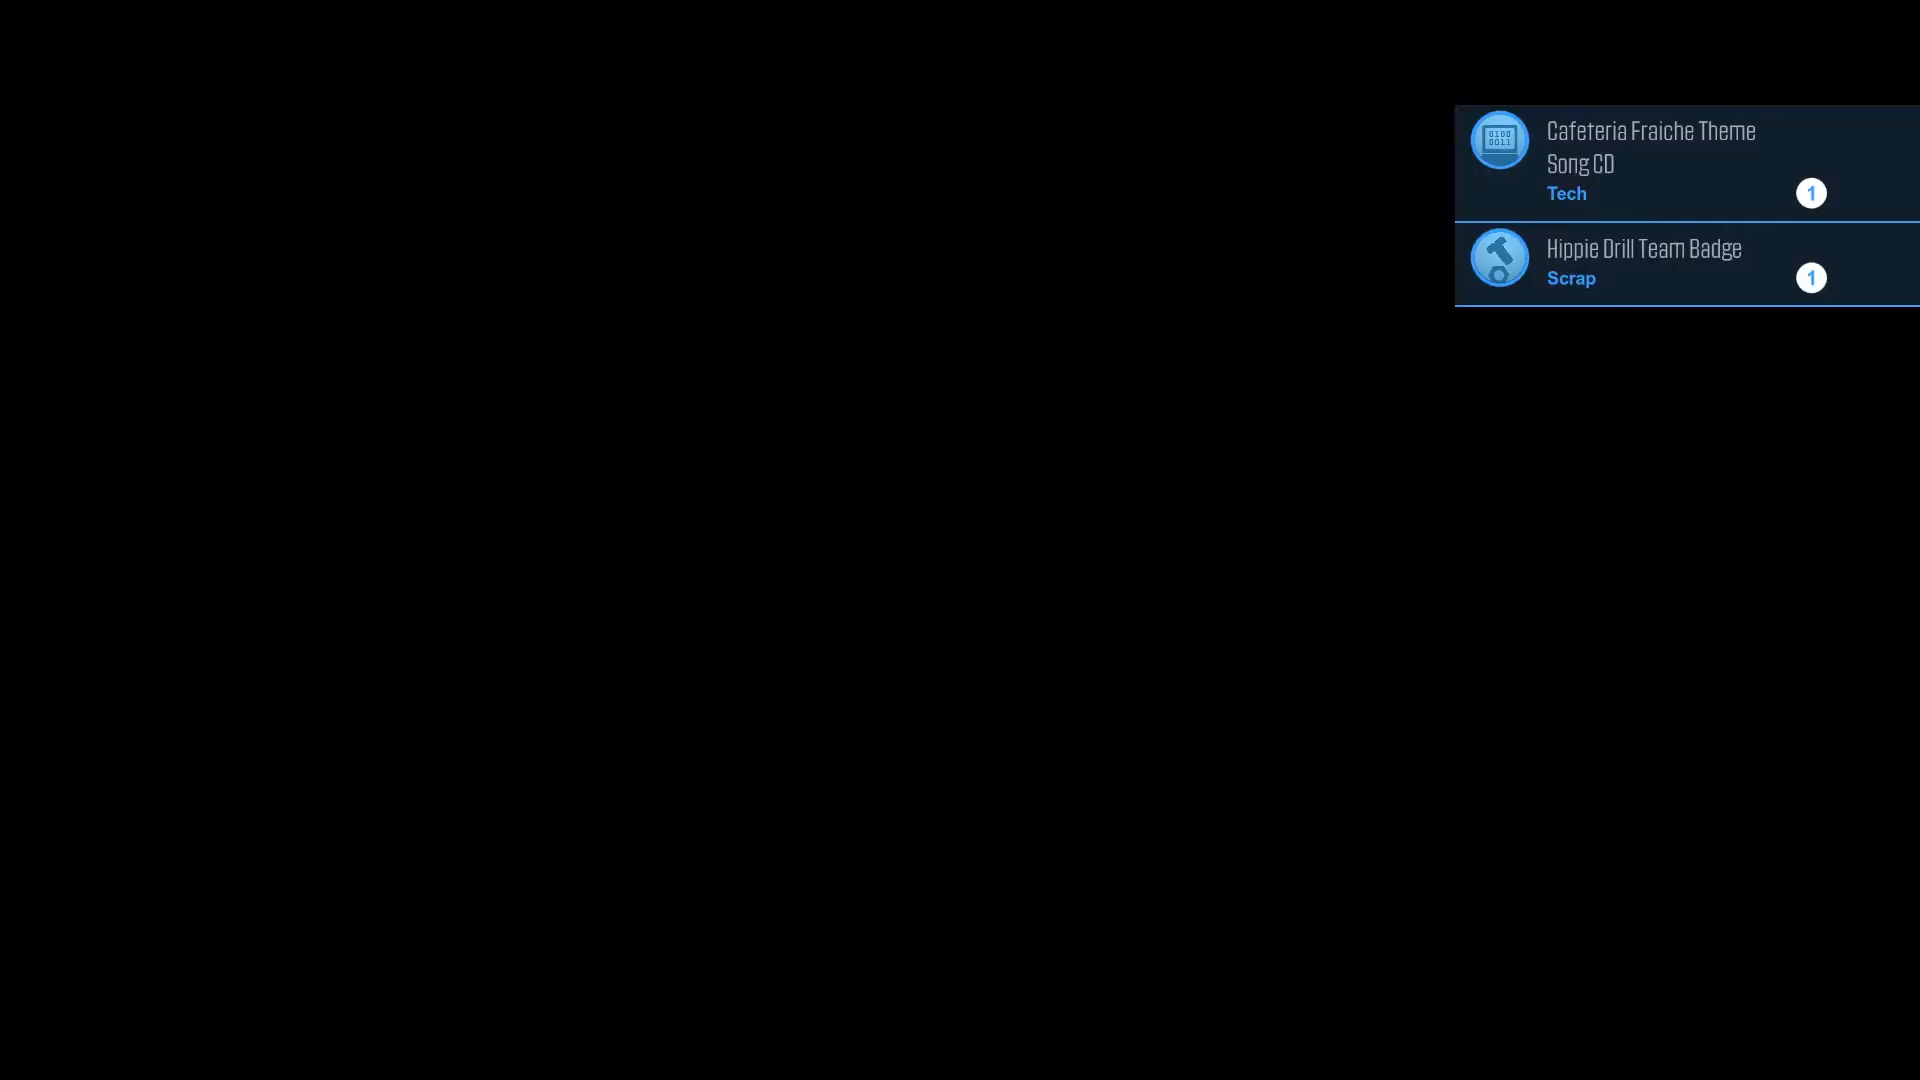 0100
0011
Cafeteria Fraiche Theme
Song CD
Tech
1
Hippie Drill Team Badge
Scrap
1